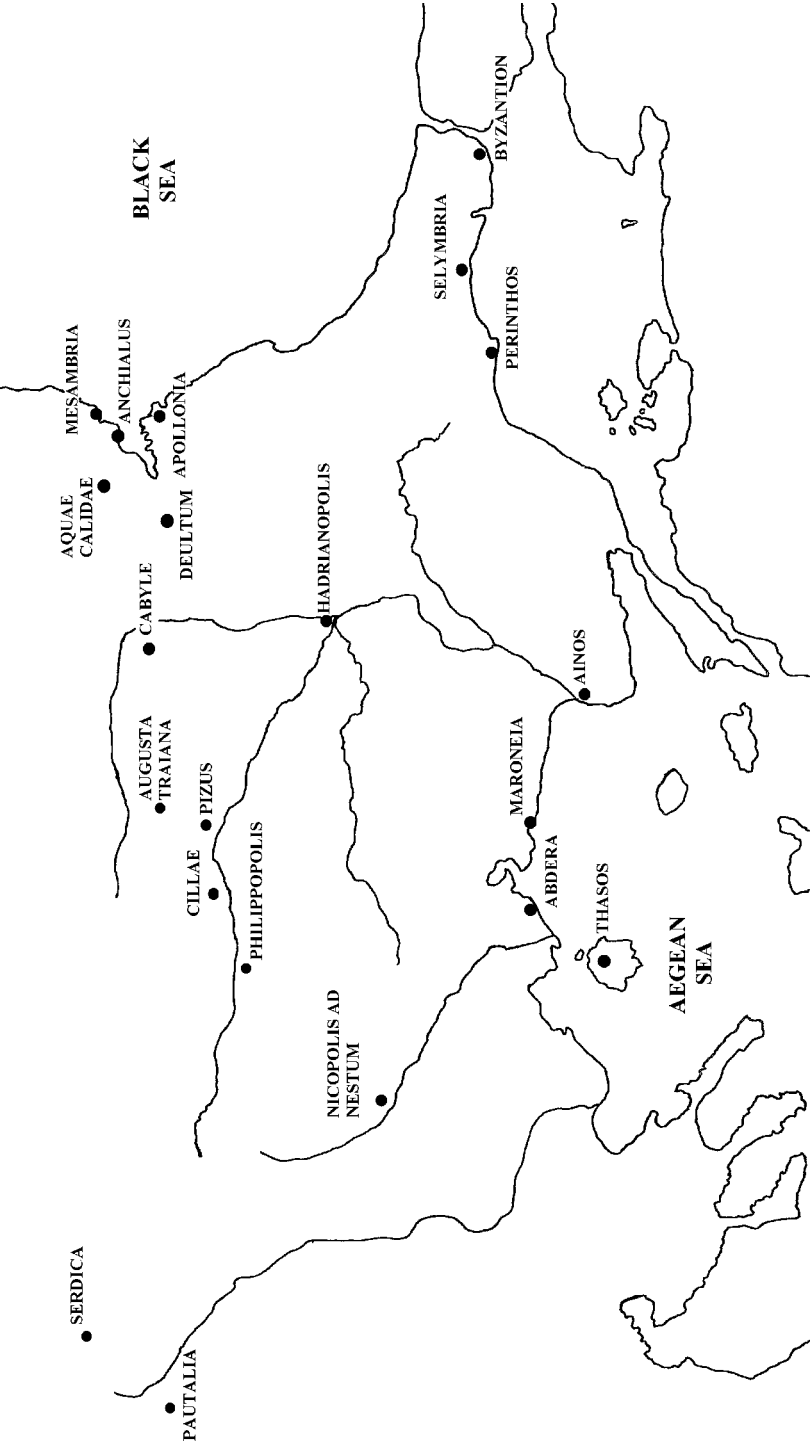 SERDICA
PAUTALIA
NICOPOLIS AD
NESTUM
PHILIPPOPOLIS
CILLAE
PIZUS
AUGUSTA
TRAIANA
CABYLE
HADRIANOPOLIS
AQUAE
CALIDAE
DEULTUM
MESAMBRIA
ANCHIALUS
APOLLONIA
BLACK
SEA
BYZANTION
SELYMBRIA
PERINTHOS
AINOS
MARONEIA
ABDERA
THASOS
AEGEAN
SEA